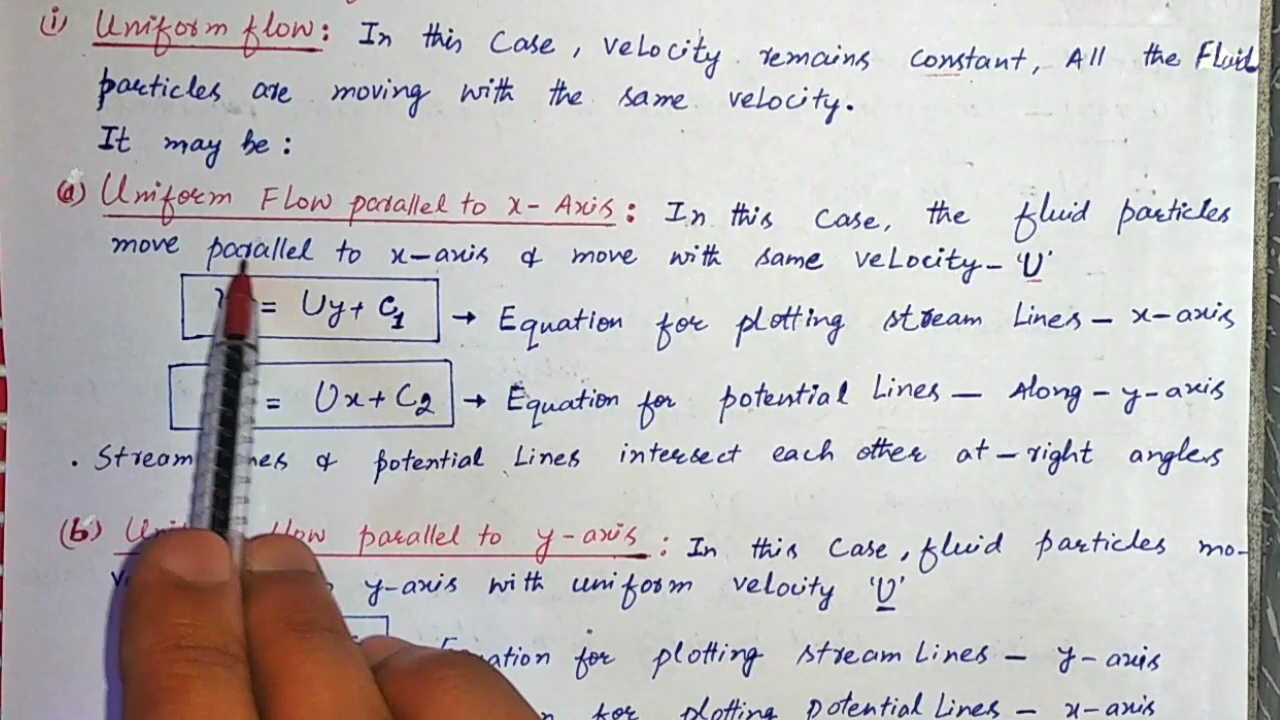 (i) Uniform flow: In this Case, velocity remains constant, All the Fluid
particles are moving with the same velocity.
It may be:
(a) Uniform Flow parallel to x-Axis: In this Case, the fluid particles
move parallel to x-axis & move with same velocity-'U'
= Uy+ C1 → Equation for plotting stream Lines - x-axis
= Ux+C2 → Equation for potential Lines - Along-y-axis
. Stream & potential Lines intersect each other at-right angles
(b) flow parallel to y-axis: In this Case, fluid particles mo-
y-axis with uniform velocity 'U'
for plotting stream Lines - y-axis
for plotting potential Lines - x-axis